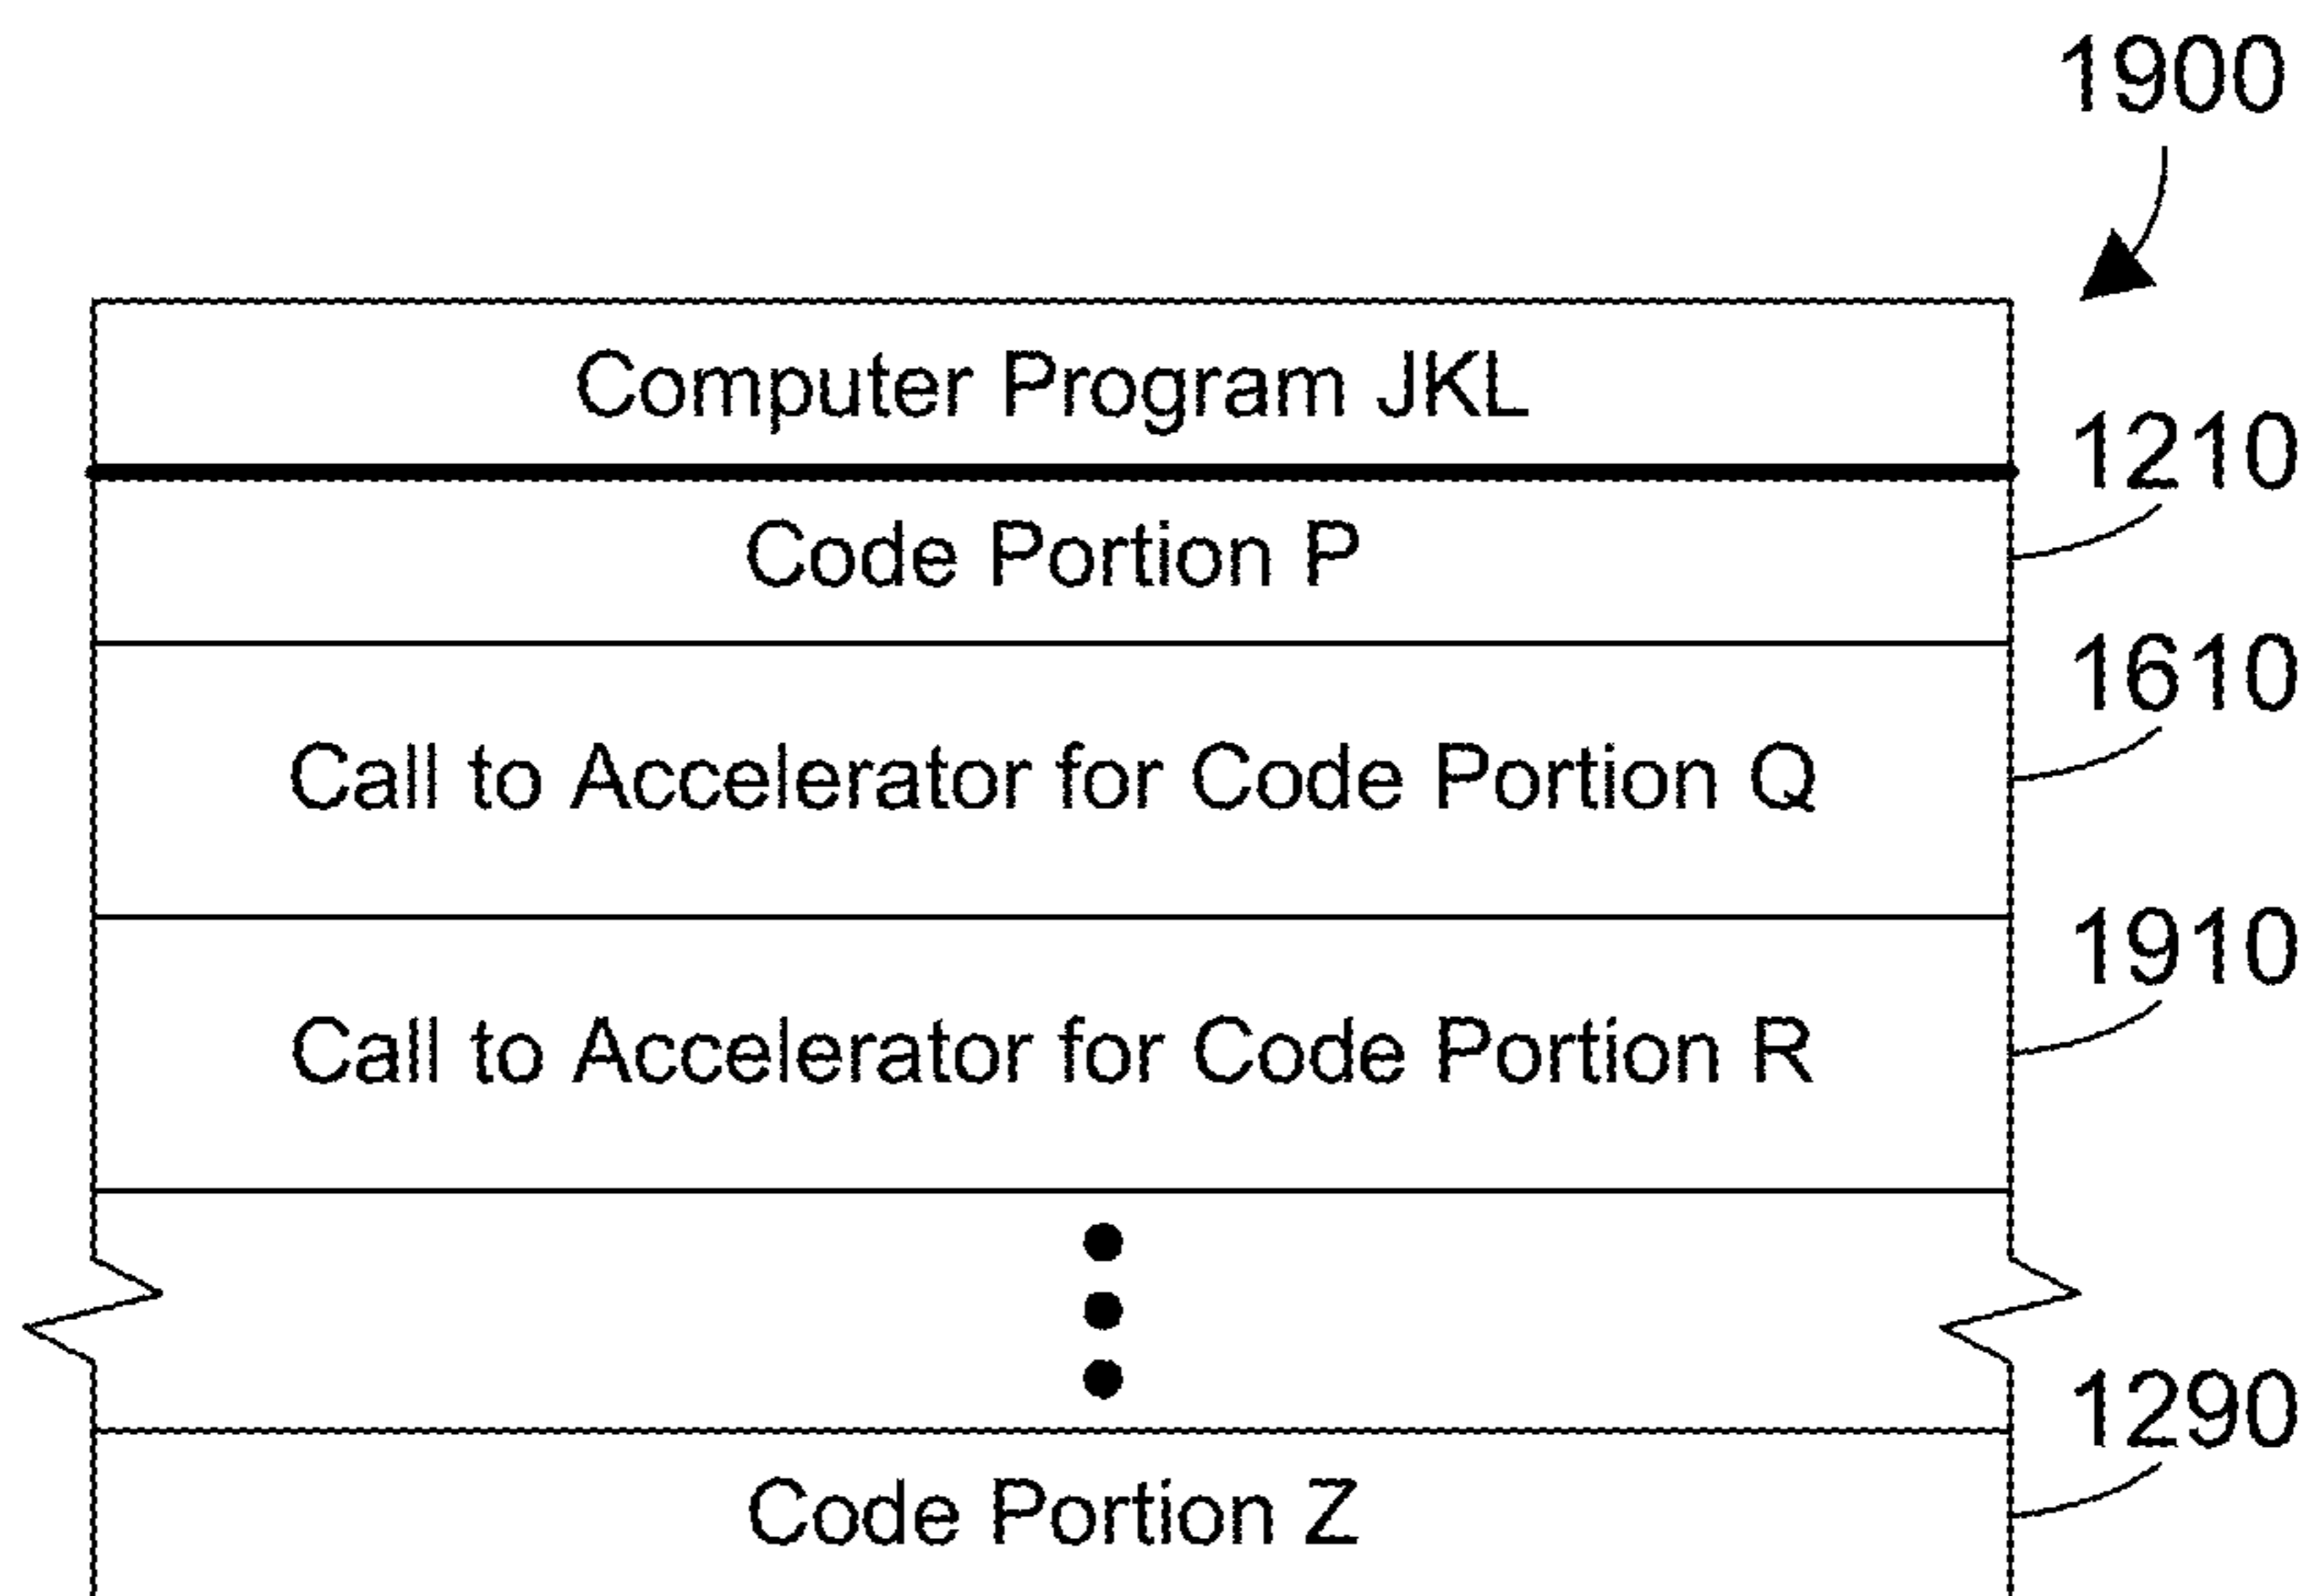 1900
Computer Program JKL
1210
Code Portion P
1610
Call to Accelerator for Code Portion Q
1910
Call to Accelerator for Code Portion R
1290
Code Portion Z